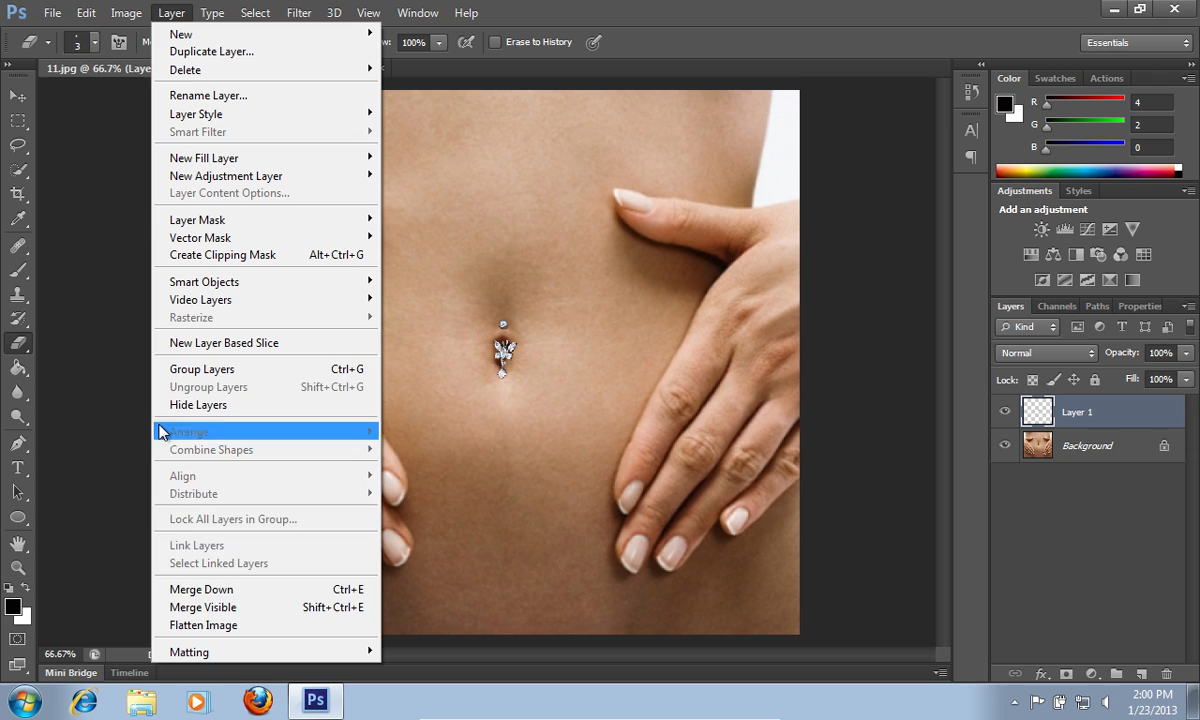 Ps File Edit Image Layer Type Select Filter 3D View Window Help
3 100% Erase to History Essentials
11.jpg @ 66.7% (Laye
New
Duplicate Layer...
Delete
Rename Layer...
Layer Style
Smart Filter
New Fill Layer
New Adjustment Layer
Layer Content Options...
Layer Mask
Vector Mask
Create Clipping Mask Alt+Ctrl+G
Smart Objects
Video Layers
Rasterize
New Layer Based Slice
Group Layers Ctrl+G
Ungroup Layers Shift+Ctrl+G
Hide Layers
Arrange
Combine Shapes
Align
Distribute
Lock All Layers in Group...
Link Layers
Select Linked Layers
Merge Down Ctrl+E
Merge Visible Shift+Ctrl+E
Flatten Image
Matting
66.67%
Mini Bridge Timeline
Color Swatches Actions
R 4
G 2
B 0
Adjustments Styles
Add an adjustment
Layers Channels Paths Properties
Kind
Normal Opacity: 100%
Lock: Fill: 100%
Layer 1
Background
Ps
2:00 PM
1/23/2013